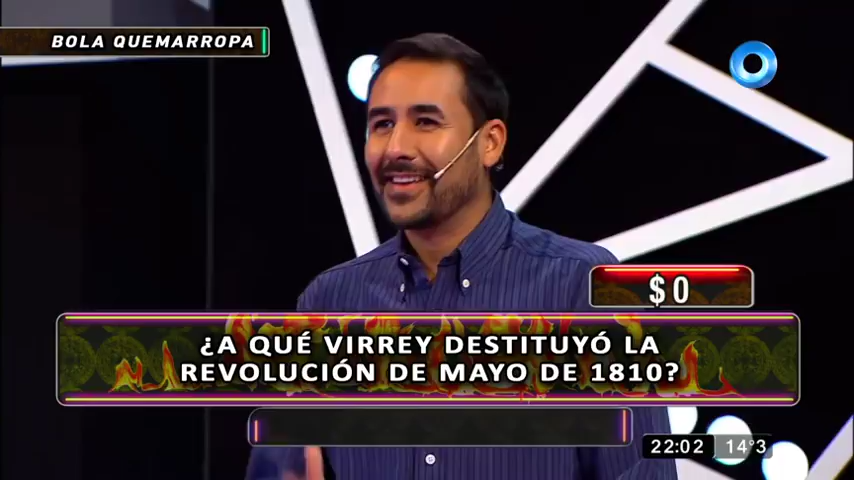 BOLA QUEMARROPA
$0
¿A QUÉ VIRREY DESTITUYÓ LA
REVOLUCIÓN DE MAYO DE 1810?
22:02 14°3